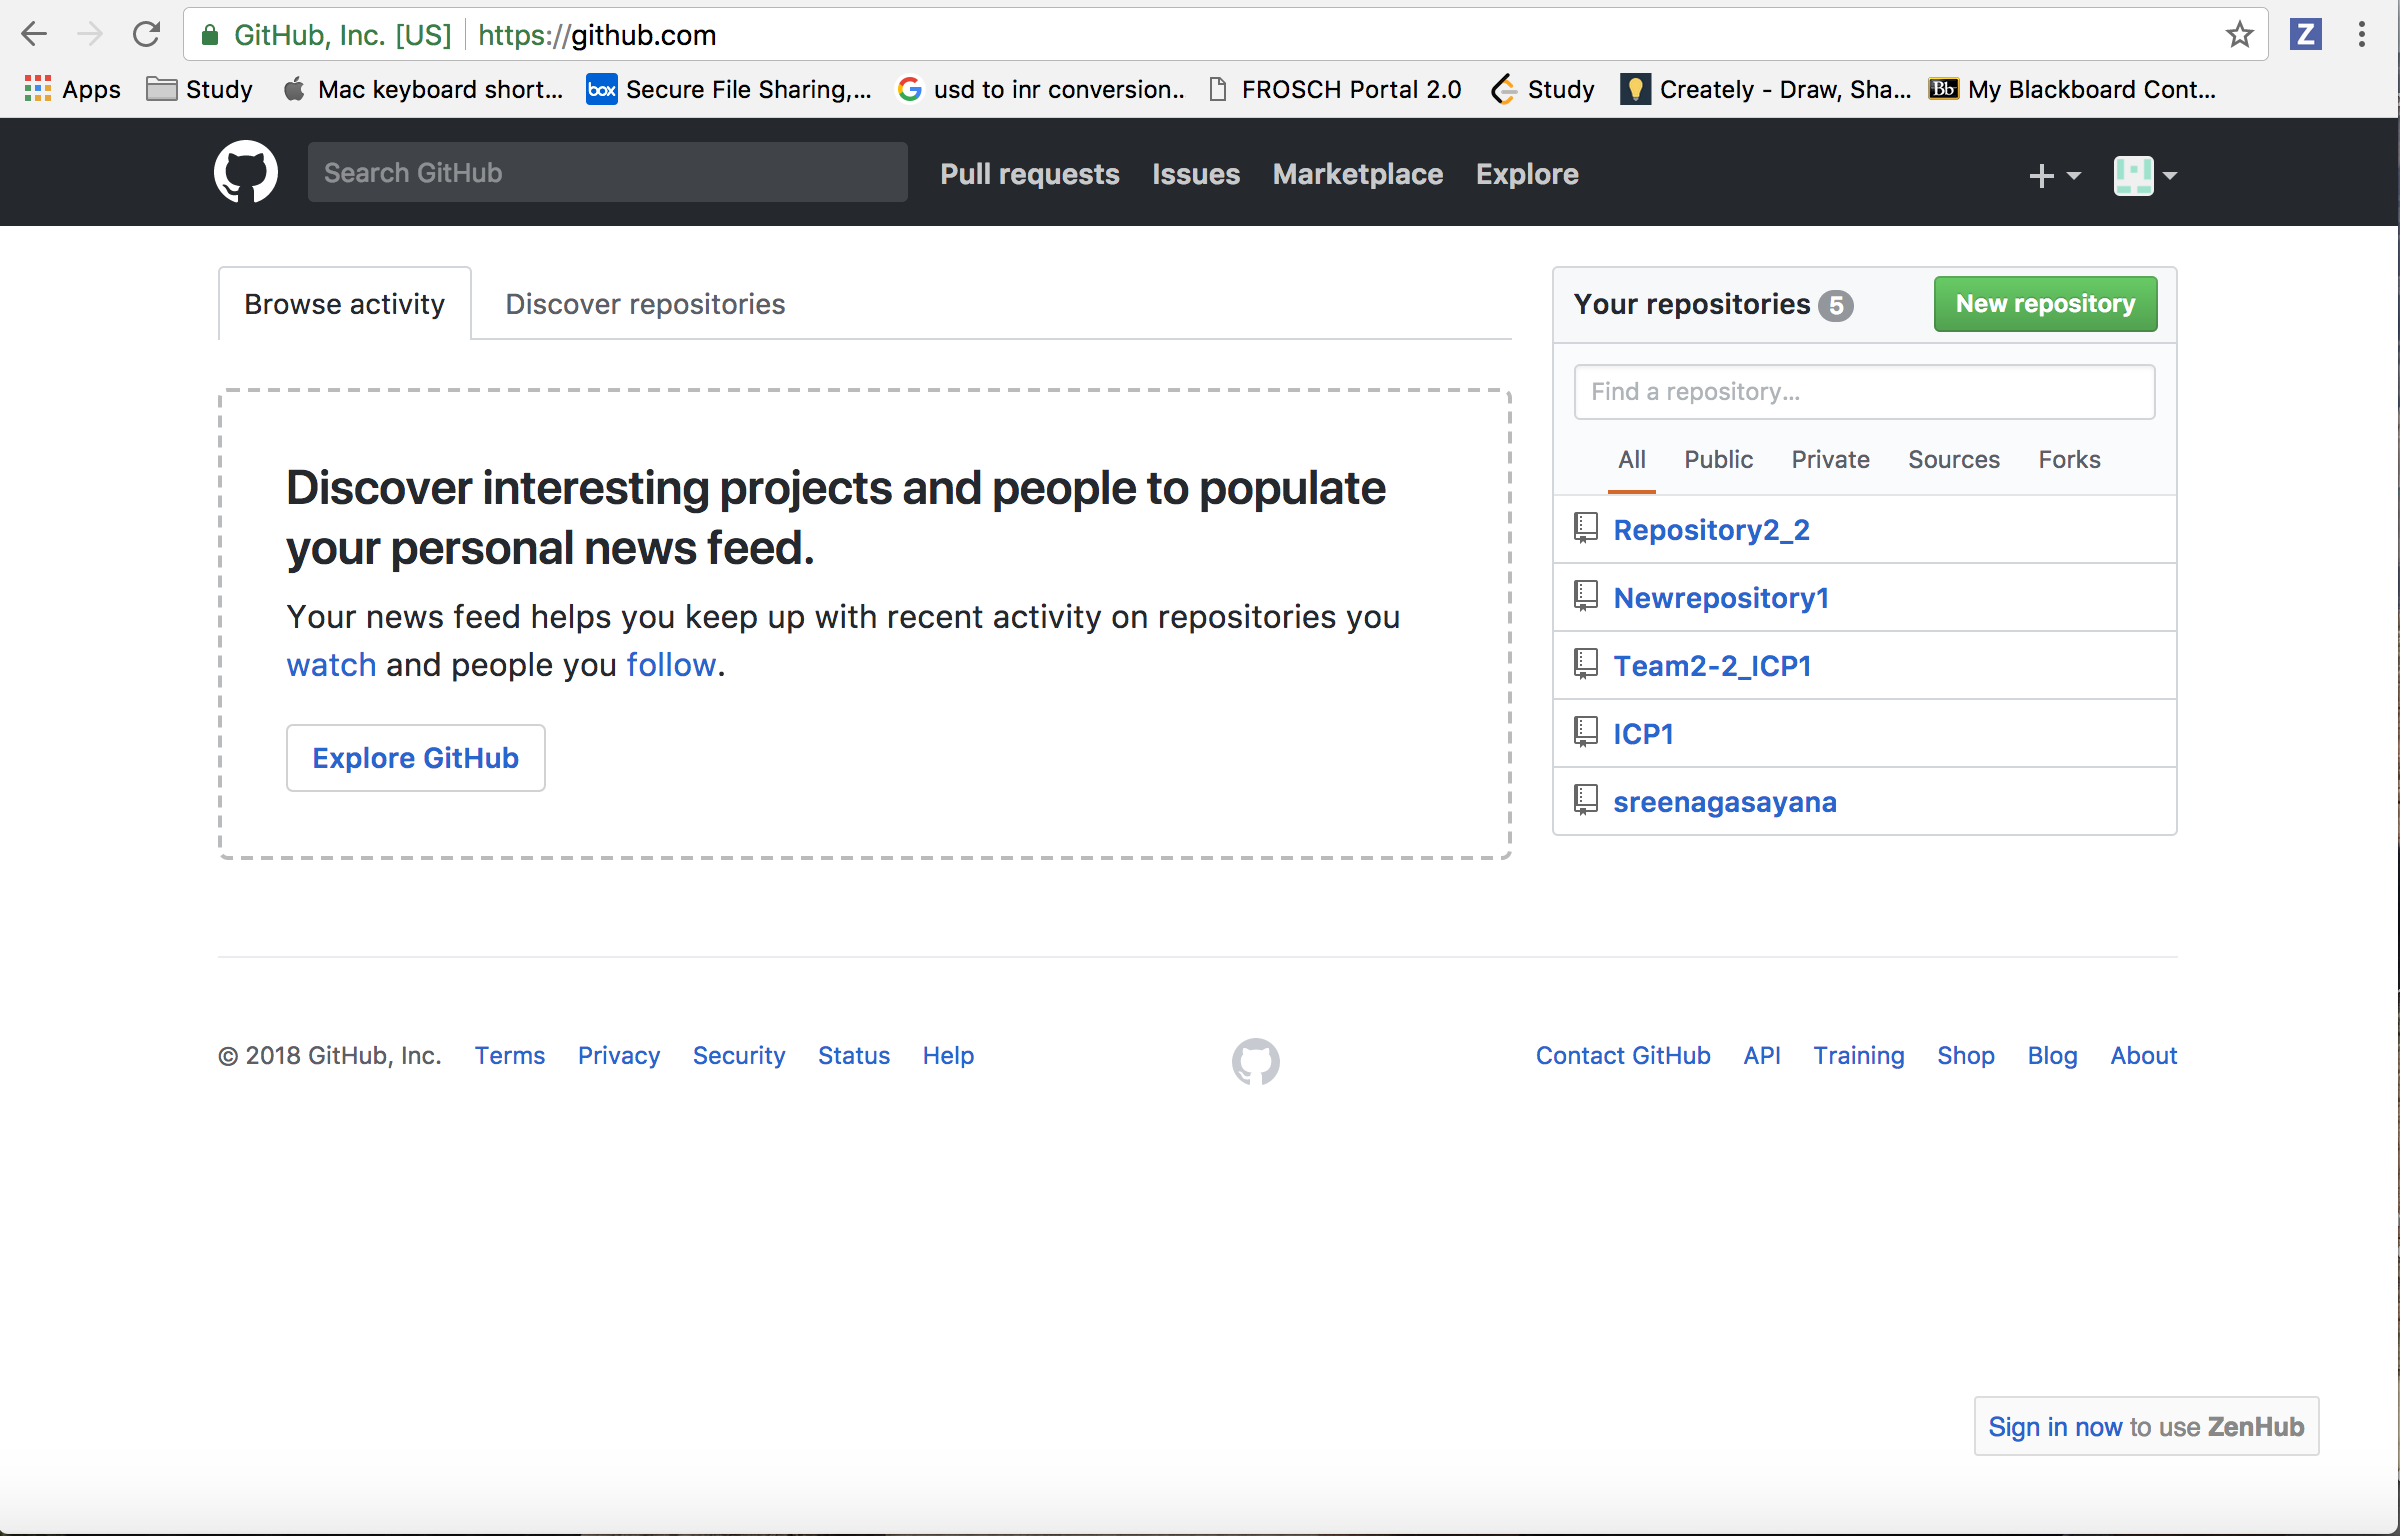 GitHub, Inc. [US] https://github.com
Z
Apps Study Mac keyboard short... box Secure File Sharing,... usd to inr conversion... FROSCH Portal 2.0 Study Creately - Draw, Sha... Bb My Blackboard Cont...
Search GitHub Pull requests Issues Marketplace Explore
Browse activity Discover repositories
Discover interesting projects and people to populate
your personal news feed.
Your news feed helps you keep up with recent activity on repositories you
watch and people you follow.
Explore GitHub
Your repositories 5 New repository
Find a repository...
All Public Private Sources Forks
Repository2_2
Newrepository1
Team2-2_ICP1
ICP1
sreenagasayana
© 2018 GitHub, Inc. Terms Privacy Security Status Help Contact GitHub API Training Shop Blog About
Sign in now to use ZenHub